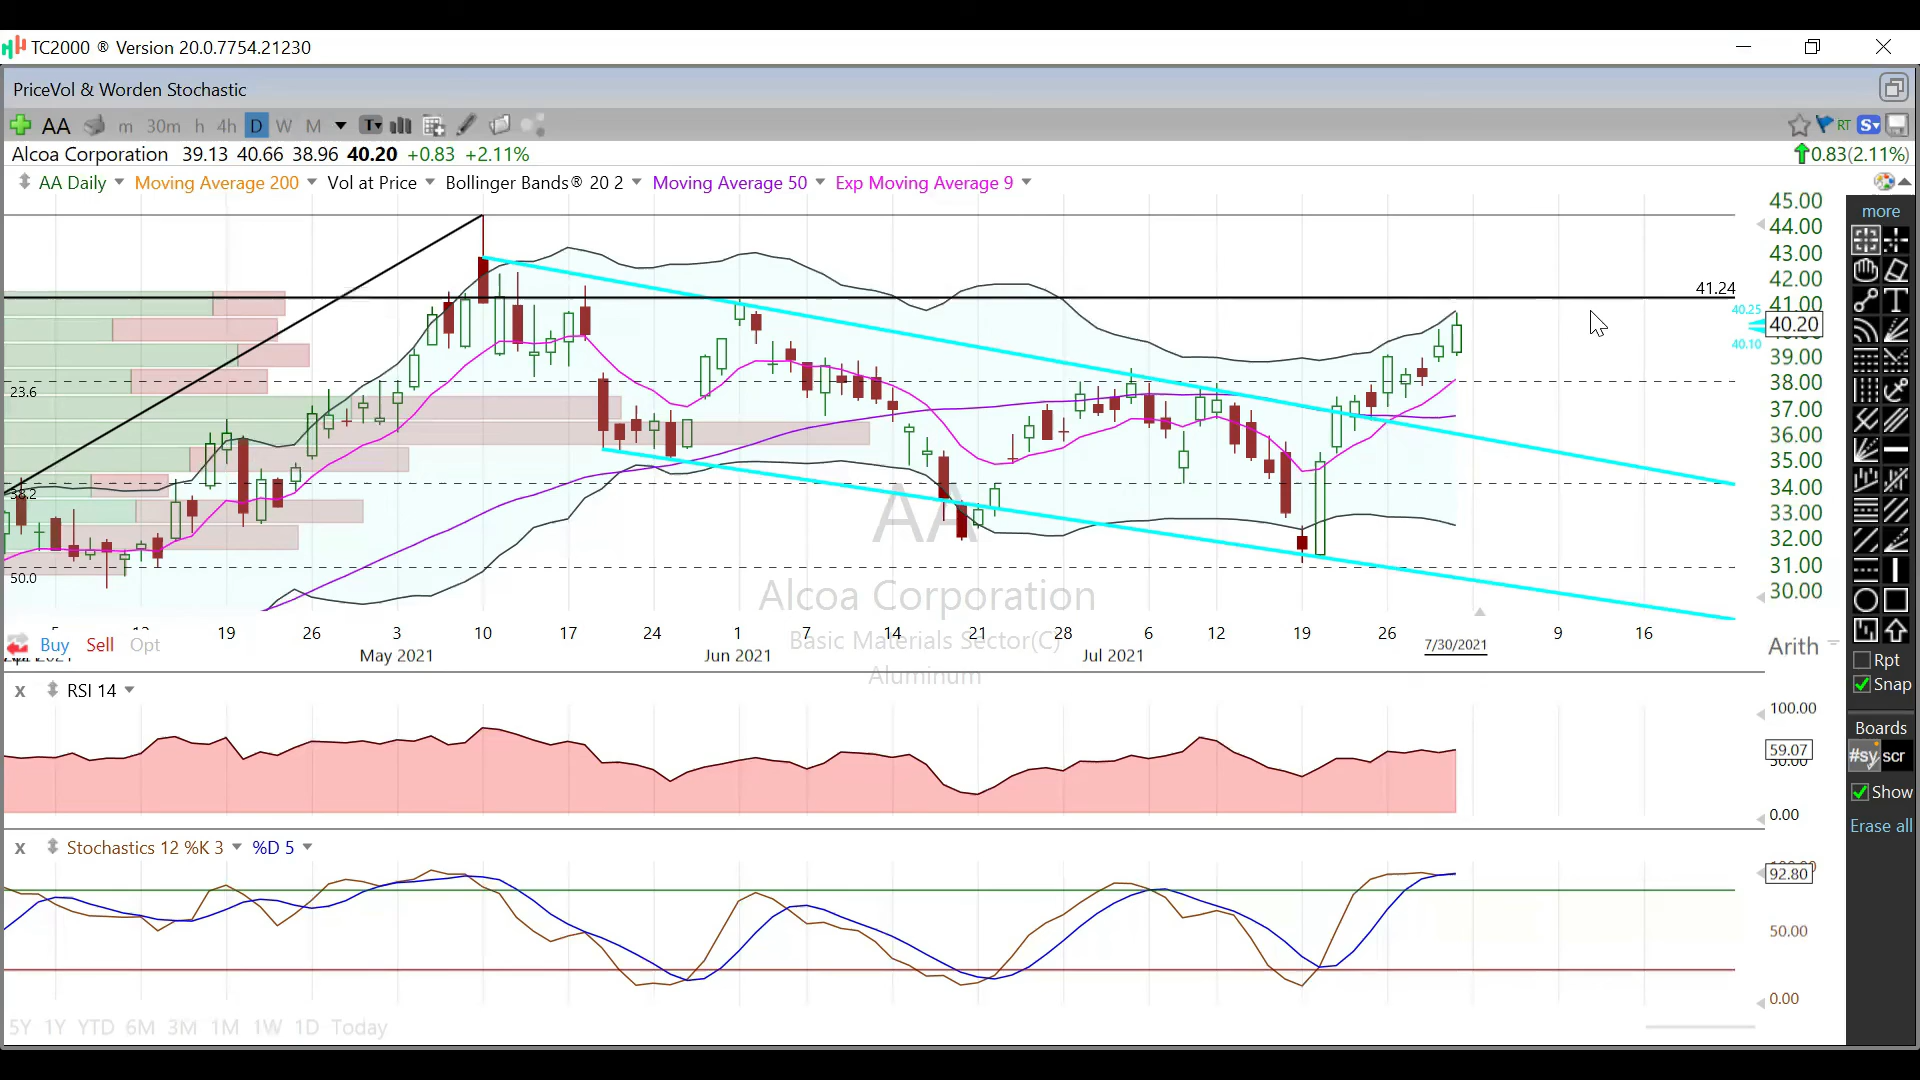 TC2000 ® Version 20.0.7754.21230
PriceVol & Worden Stochastic
AA m 30m h 4h D W M RT S
Alcoa Corporation 39.13 40.66 38.96 40.20 +0.83 +2.11% 0.83(2.11%)
AA Daily Moving Average 200 Vol at Price Bollinger Bands® 20 2 Moving Average 50 Exp Moving Average 9
more
45.00
44.00
43.00
42.00
41.24
41.00
40.25
40.20
40.10
39.00
38.00
23.6
37.00
36.00
35.00
34.00
38.2
33.00
32.00
31.00
50.0
30.00
AA
Alcoa Corporation
Basic Materials Sector(C)
Aluminum
19 26 3 10 17 24 1 7 14 21 28 6 12 19 26 9 16
May 2021 Jun 2021 Jul 2021 7/30/2021
Buy Sell Opt
Arith
Rpt
Snap
Boards
#sy scr
Show
Erase all
x RSI 14
100.00
59.07
50.00
0.00
x Stochastics 12 %K 3 %D 5
100.00
92.80
50.00
0.00
5Y 1Y YTD 6M 3M 1M 1W 1D Today